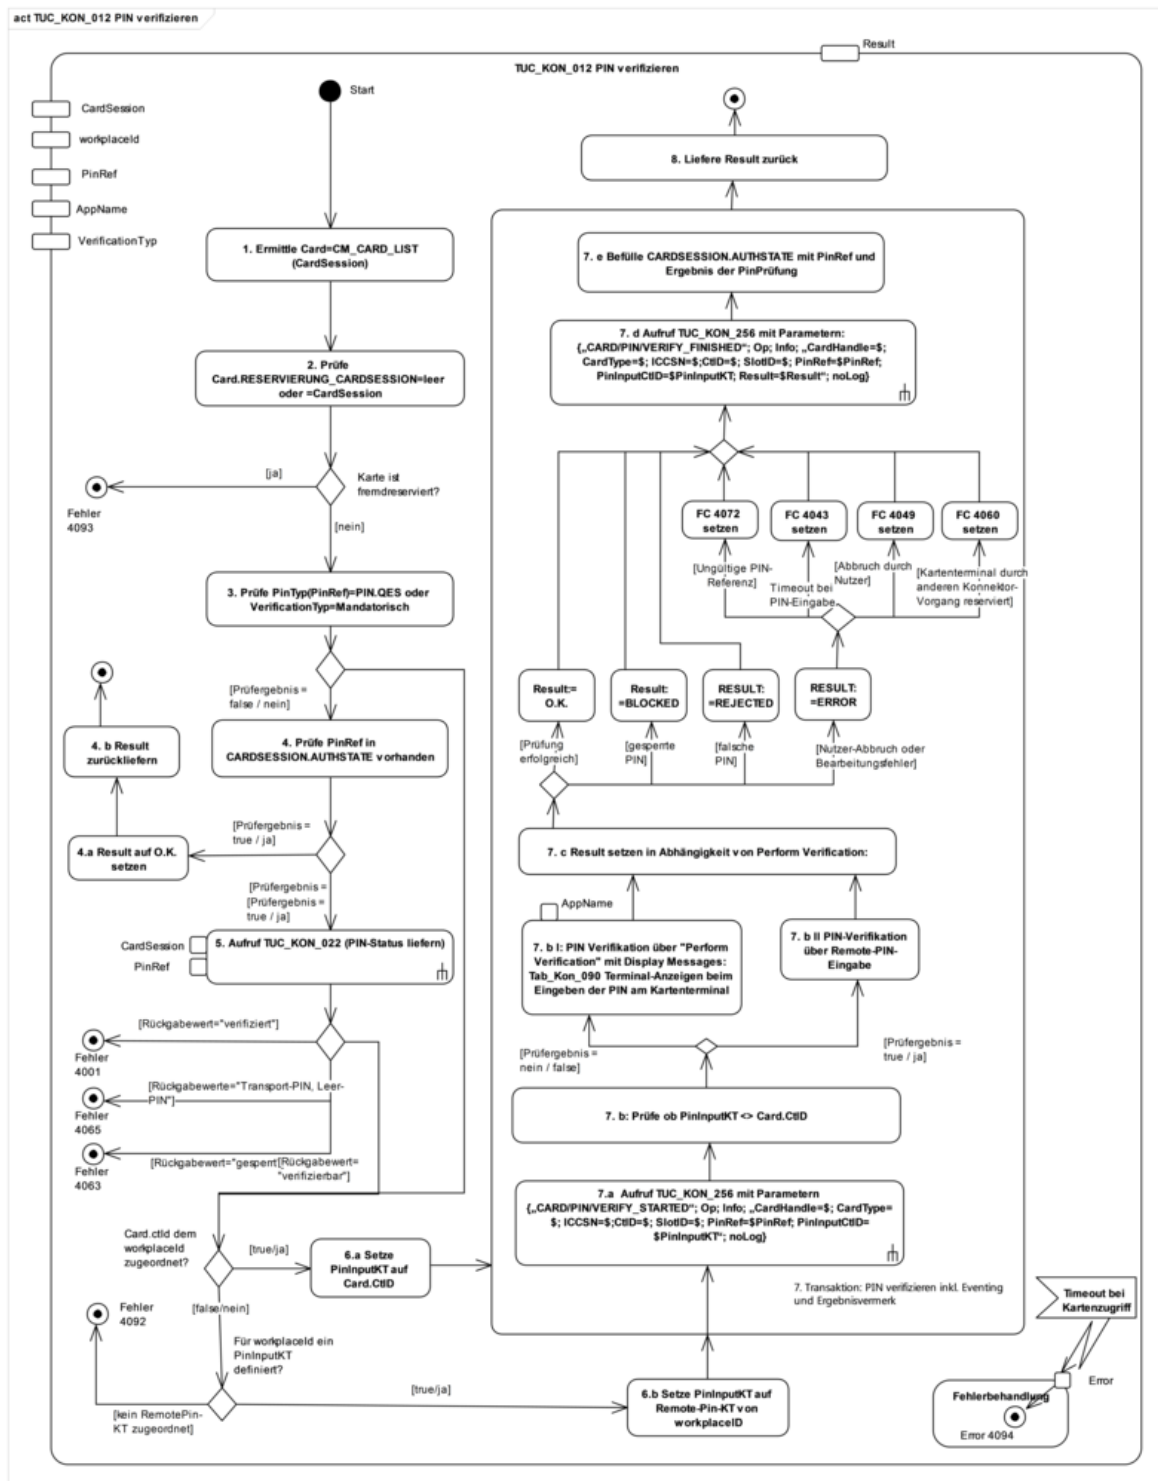 act TUC_KON_012 PIN verifizieren
Result
TUC_KON_012 PIN verifizieren
CardSession
workplaceId
PinRef
AppName
VerificationTyp
Start
1. Ermittle Card=CM_CARD_LIST
(CardSession)
2. Prüfe
Card.RESERVIERUNG_CARDSESSION=leer
oder =CardSession
[ja]
Karte ist
fremdreserviert?
Fehler
4093
[nein]
3. Prüfe PinTyp(PinRef)=PIN.QES oder
VerificationTyp=Mandatorisch
[Prüfergebnis =
false / nein]
4. Prüfe PinRef in
CARDSESSION.AUTHSTATE vorhanden
4. b Result
zurückliefern
[Prüfergebnis =
true / ja]
4.a Result auf O.K.
setzen
[Prüfergebnis =
[Prüfergebnis =
true / ja]
CardSession
PinRef
5. Aufruf TUC_KON_022 (PIN-Status liefern)
[Rückgabewert="verifiziert"]
Fehler
4001
[Rückgabewerte="Transport-PIN, Leer-
PIN"]
Fehler
4065
[Rückgabewert="gesperrt
[Rückgabewert=
"verifizierbar"]
Fehler
4063
Card.ctId dem
workplaceId
zugeordnet?
[true/ja]
6.a Setze
PinInputKT auf
Card.CtID
[false/nein]
Fehler
4092
Für workplaceId ein
PinInputKT
definiert?
[true/ja]
[kein RemotePin-
KT zugeordnet]
6.b Setze PinInputKT auf
Remote-Pin-KT von
workplaceID
8. Liefere Result zurück
7. e Befülle CARDSESSION.AUTHSTATE mit PinRef und
Ergebnis der PinPrüfung
7. d Aufruf TUC_KON_256 mit Parametern:
{„CARD/PIN/VERIFY_FINISHED“; Op; Info; „CardHandle=$;
CardType=$; ICCSN=$;CtID=$; SlotID=$; PinRef=$PinRef;
PinInputCtID=$PinInputKT; Result=$Result“; noLog}
FC 4072
setzen
FC 4043
setzen
FC 4049
setzen
FC 4060
setzen
[Ungültige PIN-
Referenz]
Timeout bei
PIN-Eingabe
[Abbruch durch
Nutzer]
[Kartenterminal durch
anderen Konnektor-
Vorgang reserviert]
Result:=
O.K.
Result:
=BLOCKED
RESULT:
=REJECTED
RESULT:
=ERROR
[Prüfung
erfolgreich]
[gesperrte
PIN]
[falsche
PIN]
[Nutzer-Abbruch oder
Bearbeitungsfehler]
7. c Result setzen in Abhängigkeit von Perform Verification:
AppName
7. b I: PIN Verifikation über "Perform
Verification" mit Display Messages:
Tab_Kon_090 Terminal-Anzeigen beim
Eingeben der PIN am Kartenterminal
7. b II PIN-Verifikation
über Remote-PIN-
Eingabe
[Prüfergebnis =
nein / false]
[Prüfergebnis =
true / ja]
7. b: Prüfe ob PinInputKT <> Card.CtID
7.a Aufruf TUC_KON_256 mit Parametern
{„CARD/PIN/VERIFY_STARTED“; Op; Info; „CardHandle=$; CardType=
$; ICCSN=$;CtID=$; SlotID=$; PinRef=$PinRef; PinInputCtID=
$PinInputKT“; noLog}
7. Transaktion: PIN verifizieren inkl. Eventing
und Ergebnisvermerk
Timeout bei
Kartenzugriff
Error
Fehlerbehandlung
Error 4094